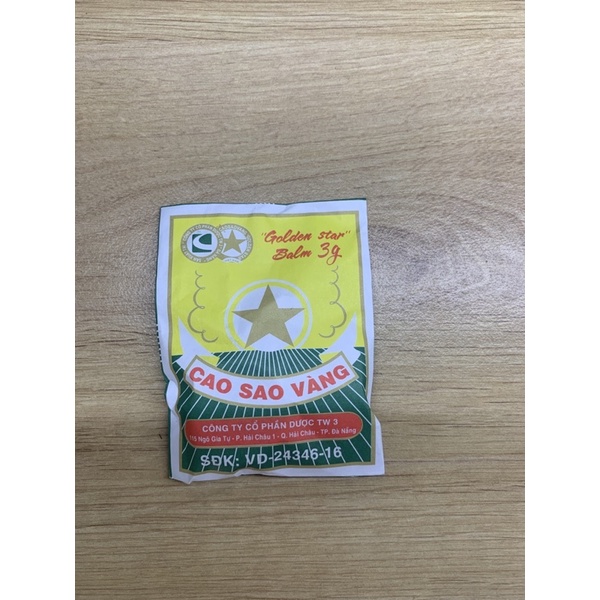 "Golden star"
Balm 3g
CAO SAO VÀNG
CÔNG TY CỔ PHẦN DƯỢC TW 3
115 Ngô Gia Tự - P. Hải Châu 1 - Q. Hải Châu - TP. Đà Nẵng
SĐK: VD-24346-16